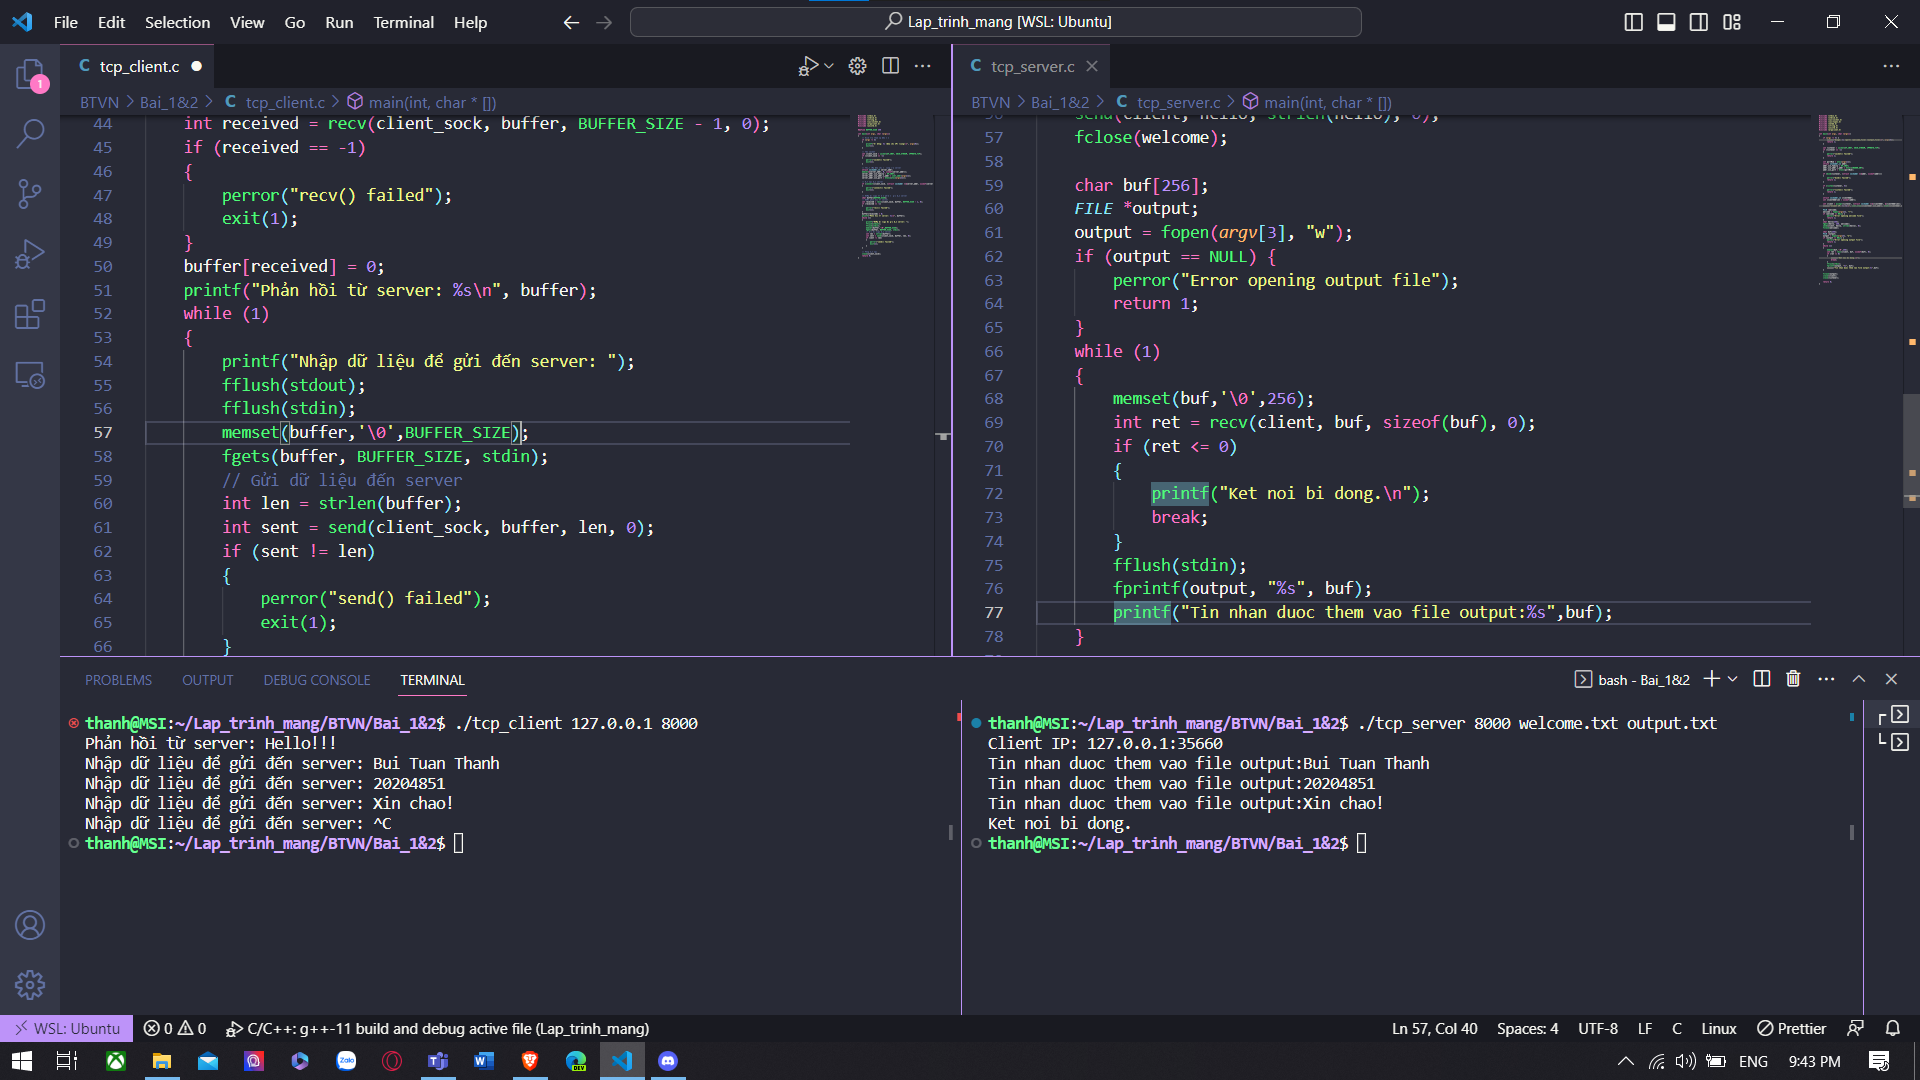 File Edit Selection View Go Run Terminal Help
Lap_trinh_mang [WSL: Ubuntu]
1
C tcp_client.c
BTVN > Bai_1&2 > C tcp_client.c > main(int, char * [])
44 int received = recv(client_sock, buffer, BUFFER_SIZE - 1, 0);
45 if (received == -1)
46 {
47 perror("recv() failed");
48 exit(1);
49 }
50 buffer[received] = 0;
51 printf("Phản hồi từ server: %s\n", buffer);
52 while (1)
53 {
54 printf("Nhập dữ liệu để gửi đến server: ");
55 fflush(stdout);
56 fflush(stdin);
57 memset(buffer,'\0',BUFFER_SIZE);
58 fgets(buffer, BUFFER_SIZE, stdin);
59 // Gửi dữ liệu đến server
60 int len = strlen(buffer);
61 int sent = send(client_sock, buffer, len, 0);
62 if (sent != len)
63 {
64 perror("send() failed");
65 exit(1);
66 }
C tcp_server.c
BTVN > Bai_1&2 > C tcp_server.c > main(int, char * [])
56 send(client, hello, strlen(hello), 0);
57 fclose(welcome);
58
59 char buf[256];
60 FILE *output;
61 output = fopen(argv[3], "w");
62 if (output == NULL) {
63 perror("Error opening output file");
64 return 1;
65 }
66 while (1)
67 {
68 memset(buf,'\0',256);
69 int ret = recv(client, buf, sizeof(buf), 0);
70 if (ret <= 0)
71 {
72 printf("Ket noi bi dong.\n");
73 break;
74 }
75 fflush(stdin);
76 fprintf(output, "%s", buf);
77 printf("Tin nhan duoc them vao file output:%s",buf);
78 }
PROBLEMS OUTPUT DEBUG CONSOLE TERMINAL
bash - Bai_1&2
thanh@MSI:~/Lap_trinh_mang/BTVN/Bai_1&2$ ./tcp_client 127.0.0.1 8000
Phản hồi từ server: Hello!!!
Nhập dữ liệu để gửi đến server: Bui Tuan Thanh
Nhập dữ liệu để gửi đến server: 20204851
Nhập dữ liệu để gửi đến server: Xin chao!
Nhập dữ liệu để gửi đến server: ^C
thanh@MSI:~/Lap_trinh_mang/BTVN/Bai_1&2$
thanh@MSI:~/Lap_trinh_mang/BTVN/Bai_1&2$ ./tcp_server 8000 welcome.txt output.txt
Client IP: 127.0.0.1:35660
Tin nhan duoc them vao file output:Bui Tuan Thanh
Tin nhan duoc them vao file output:20204851
Tin nhan duoc them vao file output:Xin chao!
Ket noi bi dong.
thanh@MSI:~/Lap_trinh_mang/BTVN/Bai_1&2$
WSL: Ubuntu 0 0 C/C++: g++-11 build and debug active file (Lap_trinh_mang)
Ln 57, Col 40 Spaces: 4 UTF-8 LF C Linux Prettier
Zalo DEV ENG 9:43 PM